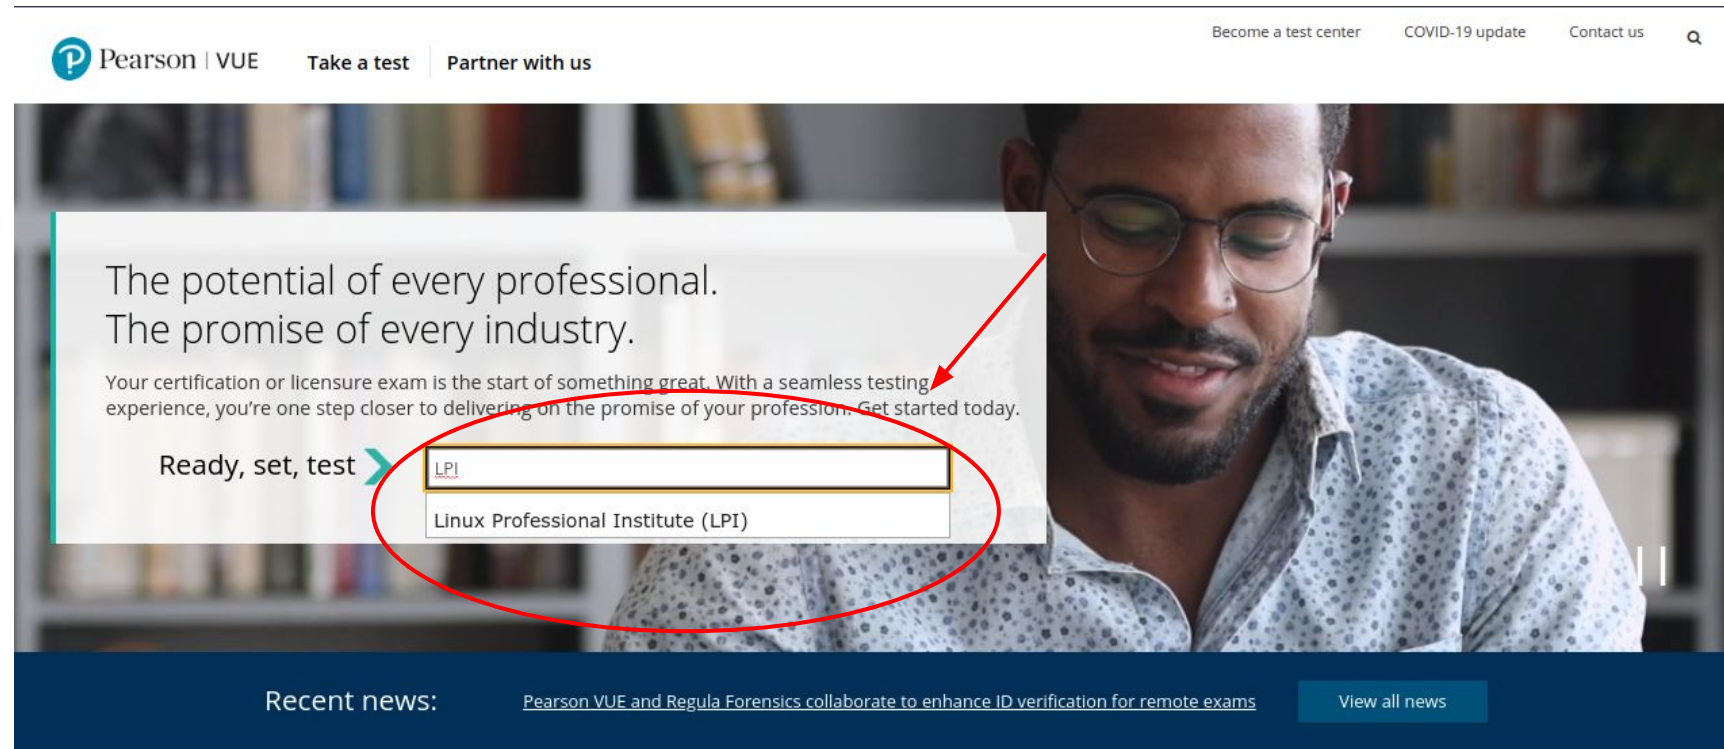 Become a test center COVID-19 update Contact us
Pearson | VUE Take a test Partner with us
The potential of every professional.
The promise of every industry.
Your certification or licensure exam is the start of something great. With a seamless testing
experience, you’re one step closer to delivering on the promise of your profession. Get started today.
Ready, set, test
LPI
Linux Professional Institute (LPI)
Recent news: Pearson VUE and Regula Forensics collaborate to enhance ID verification for remote exams View all news